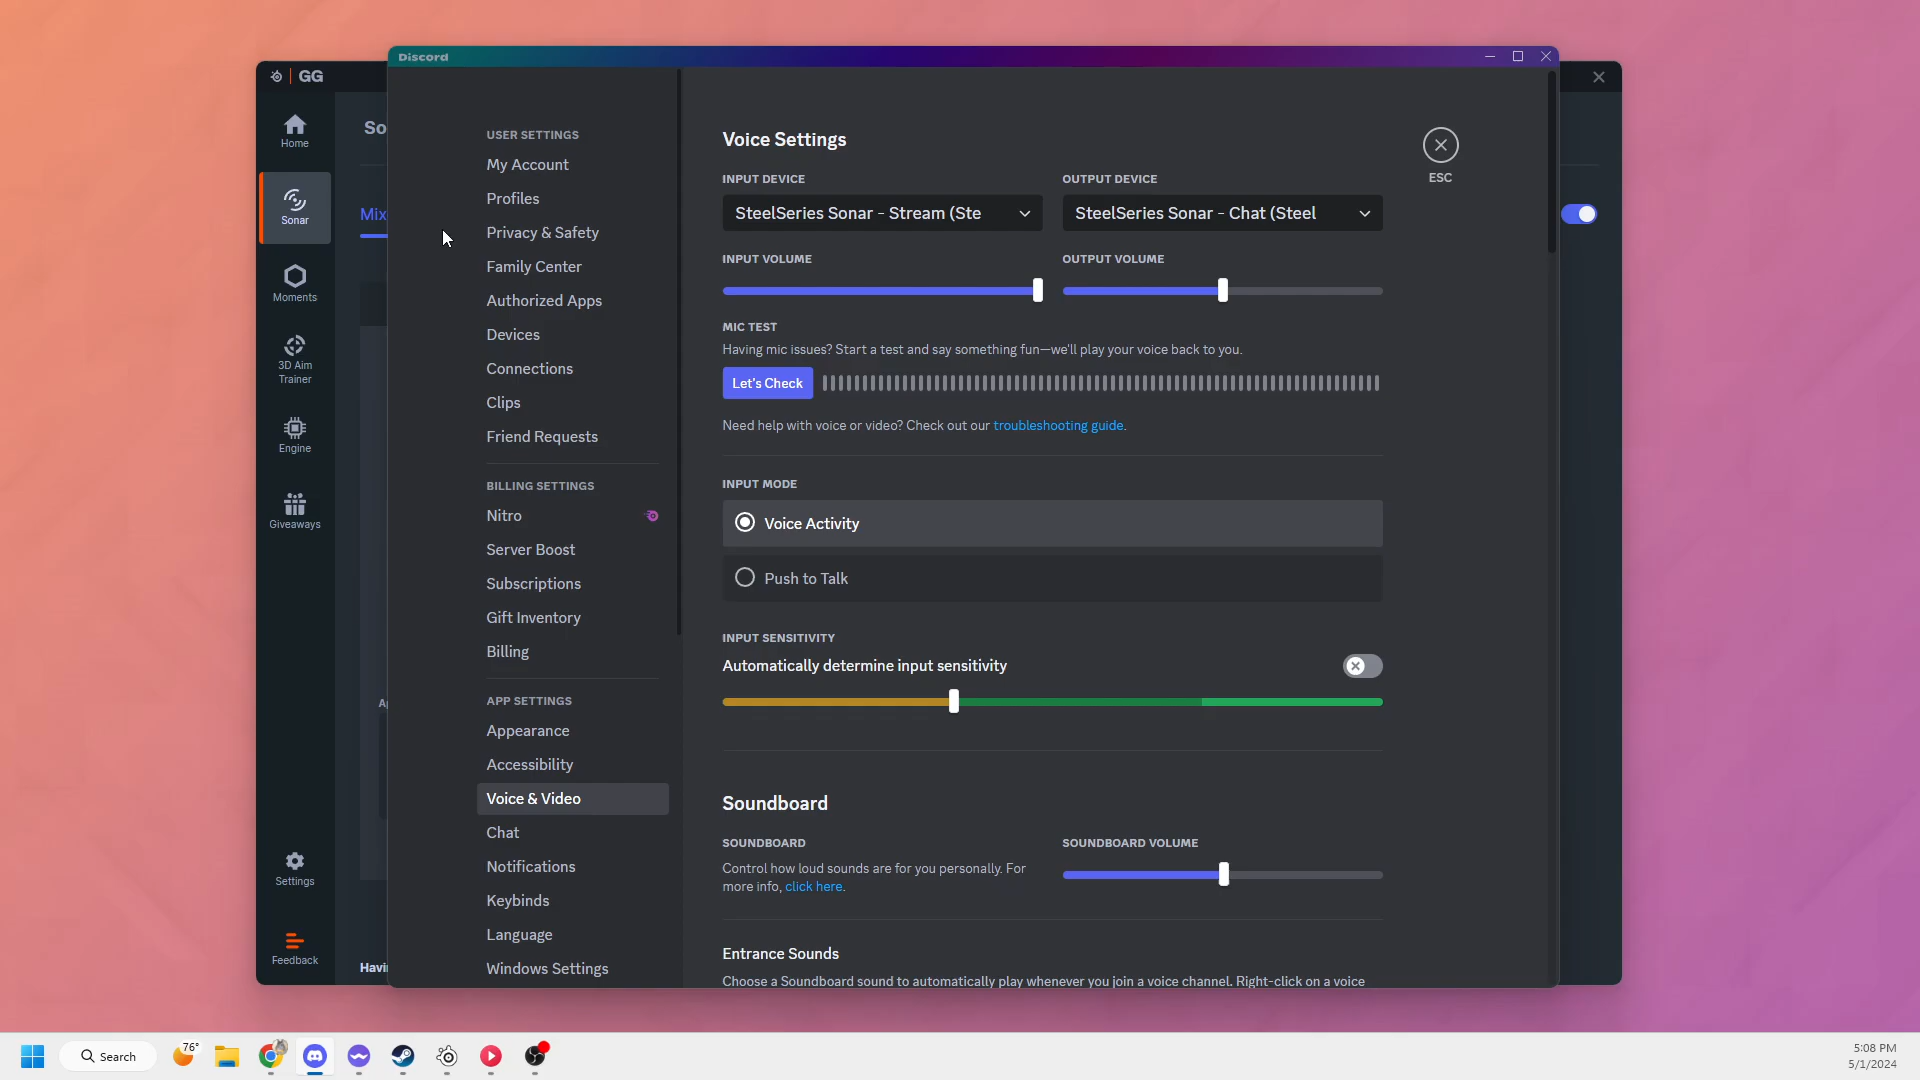 Discord
GG
Home
Sonar
Moments
3D Aim
Trainer
Engine
Giveaways
Settings
Feedback
So
Mix
Havi
USER SETTINGS
My Account
Profiles
Privacy & Safety
Family Center
Authorized Apps
Devices
Connections
Clips
Friend Requests
BILLING SETTINGS
Nitro
Server Boost
Subscriptions
Gift Inventory
Billing
APP SETTINGS
Appearance
Accessibility
Voice & Video
Chat
Notifications
Keybinds
Language
Windows Settings
Voice Settings
ESC
INPUT DEVICE
OUTPUT DEVICE
SteelSeries Sonar - Stream (Ste
SteelSeries Sonar - Chat (Steel
INPUT VOLUME
OUTPUT VOLUME
MIC TEST
Having mic issues? Start a test and say something fun—we'll play your voice back to you.
Let's Check
Need help with voice or video? Check out our troubleshooting guide.
INPUT MODE
Voice Activity
Push to Talk
INPUT SENSITIVITY
Automatically determine input sensitivity
Soundboard
SOUNDBOARD
SOUNDBOARD VOLUME
Control how loud sounds are for you personally. For
more info, click here.
Entrance Sounds
Choose a Soundboard sound to automatically play whenever you join a voice channel. Right-click on a voice
Search
76°
5:08 PM
5/1/2024